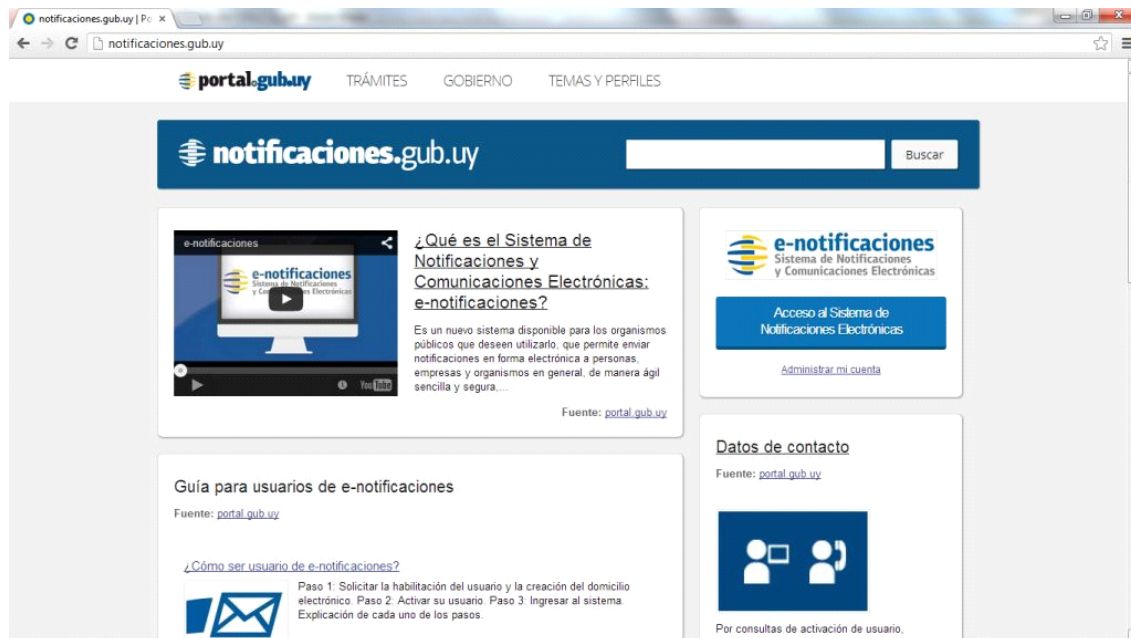 notificaciones.gub.uy | Po
notificaciones.gub.uy
portal.gub.uy TRÁMITES GOBIERNO TEMAS Y PERFILES
notificaciones.gub.uy Buscar
e-notificaciones
e-notificaciones
Sistema de Notificaciones
y Comunicaciones Electrónicas
YouTube
¿Qué es el Sistema de
Notificaciones y
Comunicaciones Electrónicas:
e-notificaciones?
Es un nuevo sistema disponible para los organismos
públicos que deseen utilizarlo, que permite enviar
notificaciones en forma electrónica a personas,
empresas y organismos en general, de manera ágil
sencilla y segura,...
Fuente: portal.gub.uy
e-notificaciones
Sistema de Notificaciones
y Comunicaciones Electrónicas
Acceso al Sistema de
Notificaciones Electrónicas
Administrar mi cuenta
Guía para usuarios de e-notificaciones
Fuente: portal.gub.uy
¿Cómo ser usuario de e-notificaciones?
Paso 1: Solicitar la habilitación del usuario y la creación del domicilio
electrónico. Paso 2: Activar su usuario. Paso 3: Ingresar al sistema.
Explicación de cada uno de los pasos.
Datos de contacto
Fuente: portal.gub.uy
Por consultas de activación de usuario,